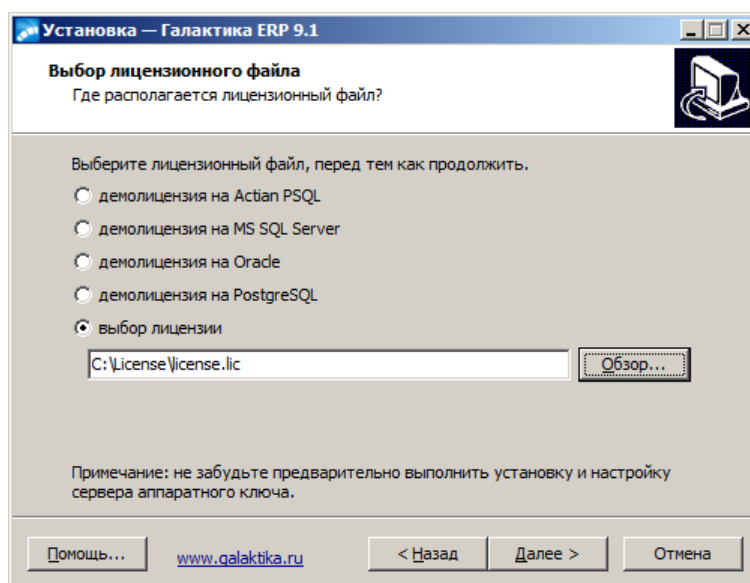 Установка — Галактика ERP 9.1
Выбор лицензионного файла
Где располагается лицензионный файл?
Выберите лицензионный файл, перед тем как продолжить.
демолицензия на Actian PSQL
демолицензия на MS SQL Server
демолицензия на Oracle
демолицензия на PostgreSQL
выбор лицензии
C:\License\license.lic
Обзор...
Примечание: не забудьте предварительно выполнить установку и настройку
сервера аппаратного ключа.
Помощь... www.galaktika.ru < Назад Далее > Отмена